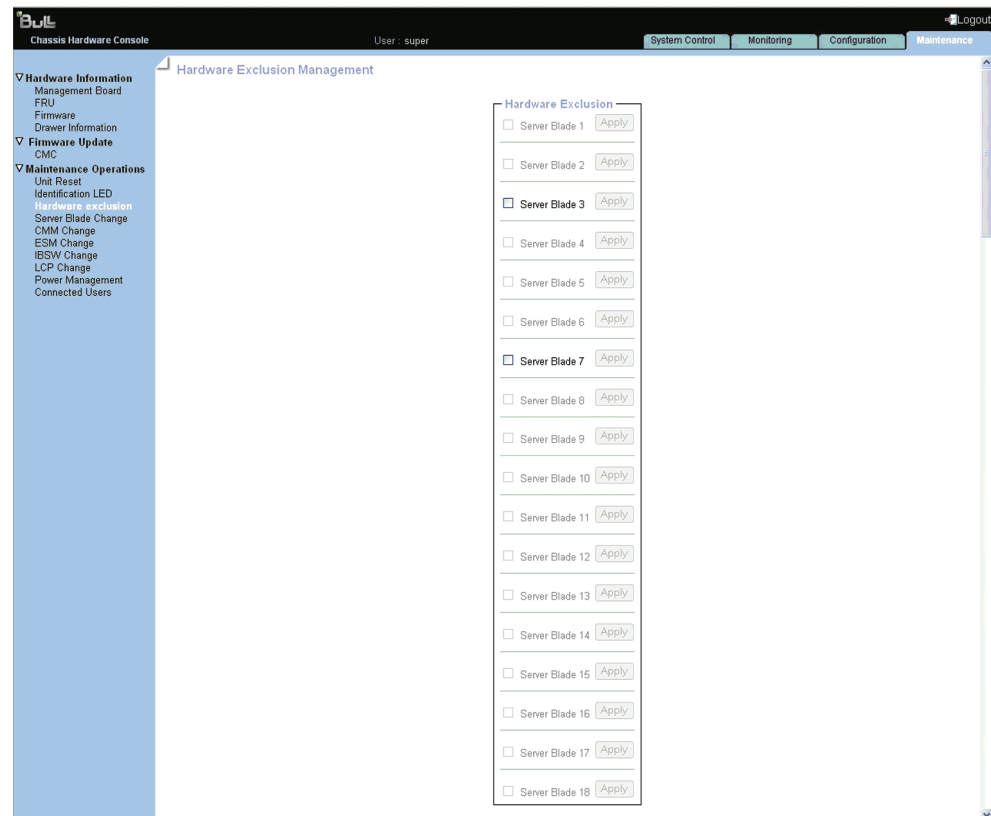 Bull
Logout
Chassis Hardware Console
User : super
System Control
Monitoring
Configuration
Maintenance
Hardware Information
Management Board
FRU
Firmware
Drawer Information
Firmware Update
CMC
Maintenance Operations
Unit Reset
Identification LED
Hardware exclusion
Server Blade Change
CMM Change
ESM Change
IBSW Change
LCP Change
Power Management
Connected Users
Hardware Exclusion Management
Hardware Exclusion
Server Blade 1 Apply
Server Blade 2 Apply
Server Blade 3 Apply
Server Blade 4 Apply
Server Blade 5 Apply
Server Blade 6 Apply
Server Blade 7 Apply
Server Blade 8 Apply
Server Blade 9 Apply
Server Blade 10 Apply
Server Blade 11 Apply
Server Blade 12 Apply
Server Blade 13 Apply
Server Blade 14 Apply
Server Blade 15 Apply
Server Blade 16 Apply
Server Blade 17 Apply
Server Blade 18 Apply